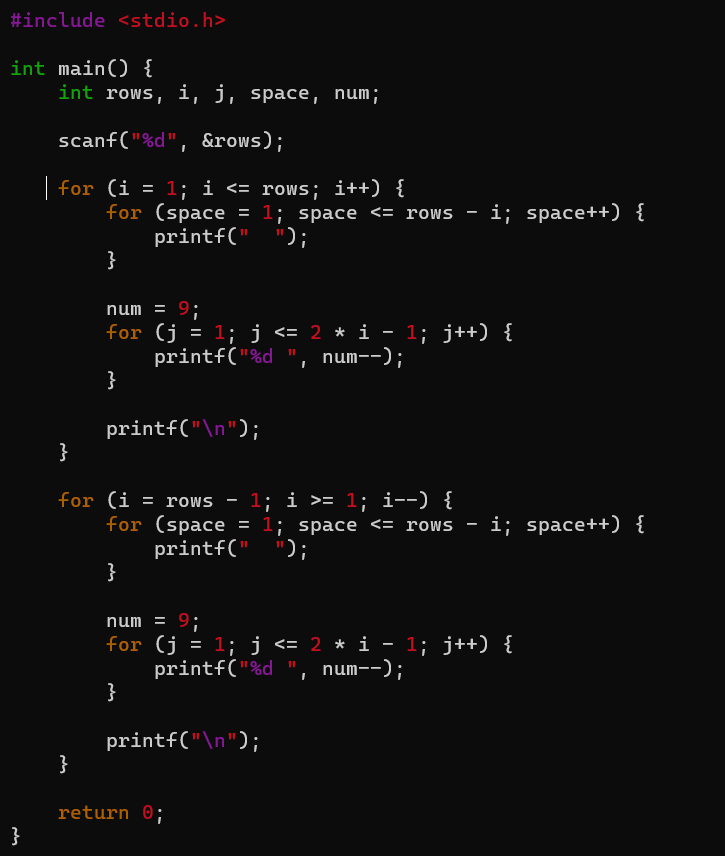 #include <stdio.h>

int main() {
    int rows, i, j, space, num;

    scanf("%d", &rows);

    for (i = 1; i <= rows; i++) {
        for (space = 1; space <= rows - i; space++) {
            printf("  ");
        }

        num = 9;
        for (j = 1; j <= 2 * i - 1; j++) {
            printf("%d ", num--);
        }

        printf("\n");
    }

    for (i = rows - 1; i >= 1; i--) {
        for (space = 1; space <= rows - i; space++) {
            printf("  ");
        }

        num = 9;
        for (j = 1; j <= 2 * i - 1; j++) {
            printf("%d ", num--);
        }

        printf("\n");
    }

    return 0;
}